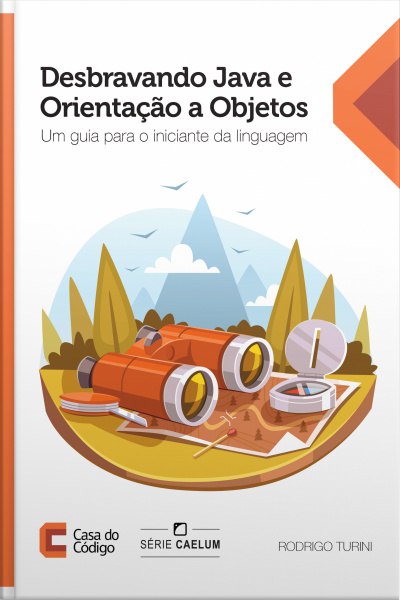 Desbravando Java e
Orientação a Objetos
Um guia para o iniciante da linguagem
Casa do
Código
SÉRIE CAELUM
RODRIGO TURINI